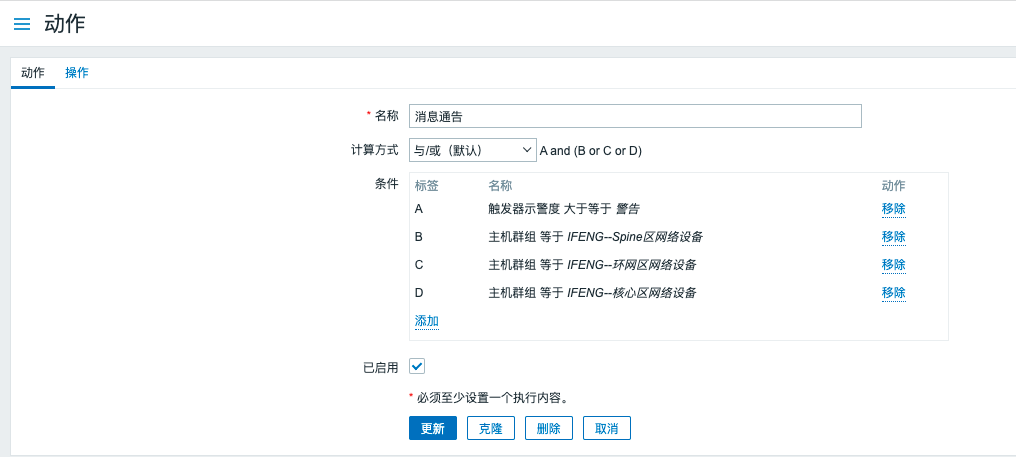 动作
动作 操作
* 名称 消息通告
计算方式 与/或（默认） A and (B or C or D)
条件 标签 名称 动作
A 触发器示警度 大于等于 警告 移除
B 主机群组 等于 IFENG--Spine区网络设备 移除
C 主机群组 等于 IFENG--环网区网络设备 移除
D 主机群组 等于 IFENG--核心区网络设备 移除
添加
已启用
* 必须至少设置一个执行内容。
更新 克隆 删除 取消